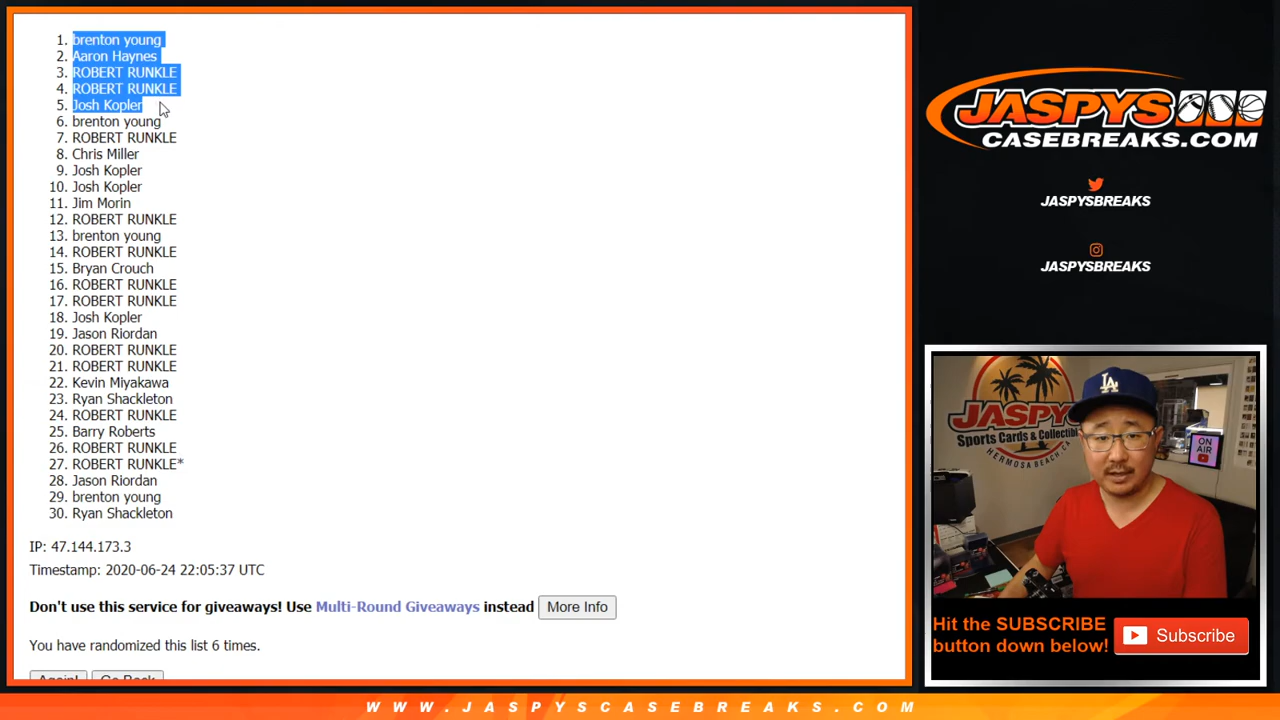 1. brenton young
2. Aaron Haynes
3. ROBERT RUNKLE
4. ROBERT RUNKLE
5. Josh Kopler
6. brenton young
7. ROBERT RUNKLE
8. Chris Miller
9. Josh Kopler
10. Josh Kopler
11. Jim Morin
12. ROBERT RUNKLE
13. brenton young
14. ROBERT RUNKLE
15. Bryan Crouch
16. ROBERT RUNKLE
17. ROBERT RUNKLE
18. Josh Kopler
19. Jason Riordan
20. ROBERT RUNKLE
21. ROBERT RUNKLE
22. Kevin Miyakawa
23. Ryan Shackleton
24. ROBERT RUNKLE
25. Barry Roberts
26. ROBERT RUNKLE
27. ROBERT RUNKLE*
28. Jason Riordan
29. brenton young
30. Ryan Shackleton
IP: 47.144.173.3
Timestamp: 2020-06-24 22:05:37 UTC
Don't use this service for giveaways! Use Multi-Round Giveaways instead More Info
You have randomized this list 6 times.
Again! Go Back
JASPYS
CASEBREAKS.COM
JASPYSBREAKS
JASPYSBREAKS
JASPYS
Sports Cards & Collectibl
HERMOSA BEACH, CA
ON
AIR
Hit the SUBSCRIBE
button down below!
Subscribe
WWW.JASPYSCASEBREAKS.COM